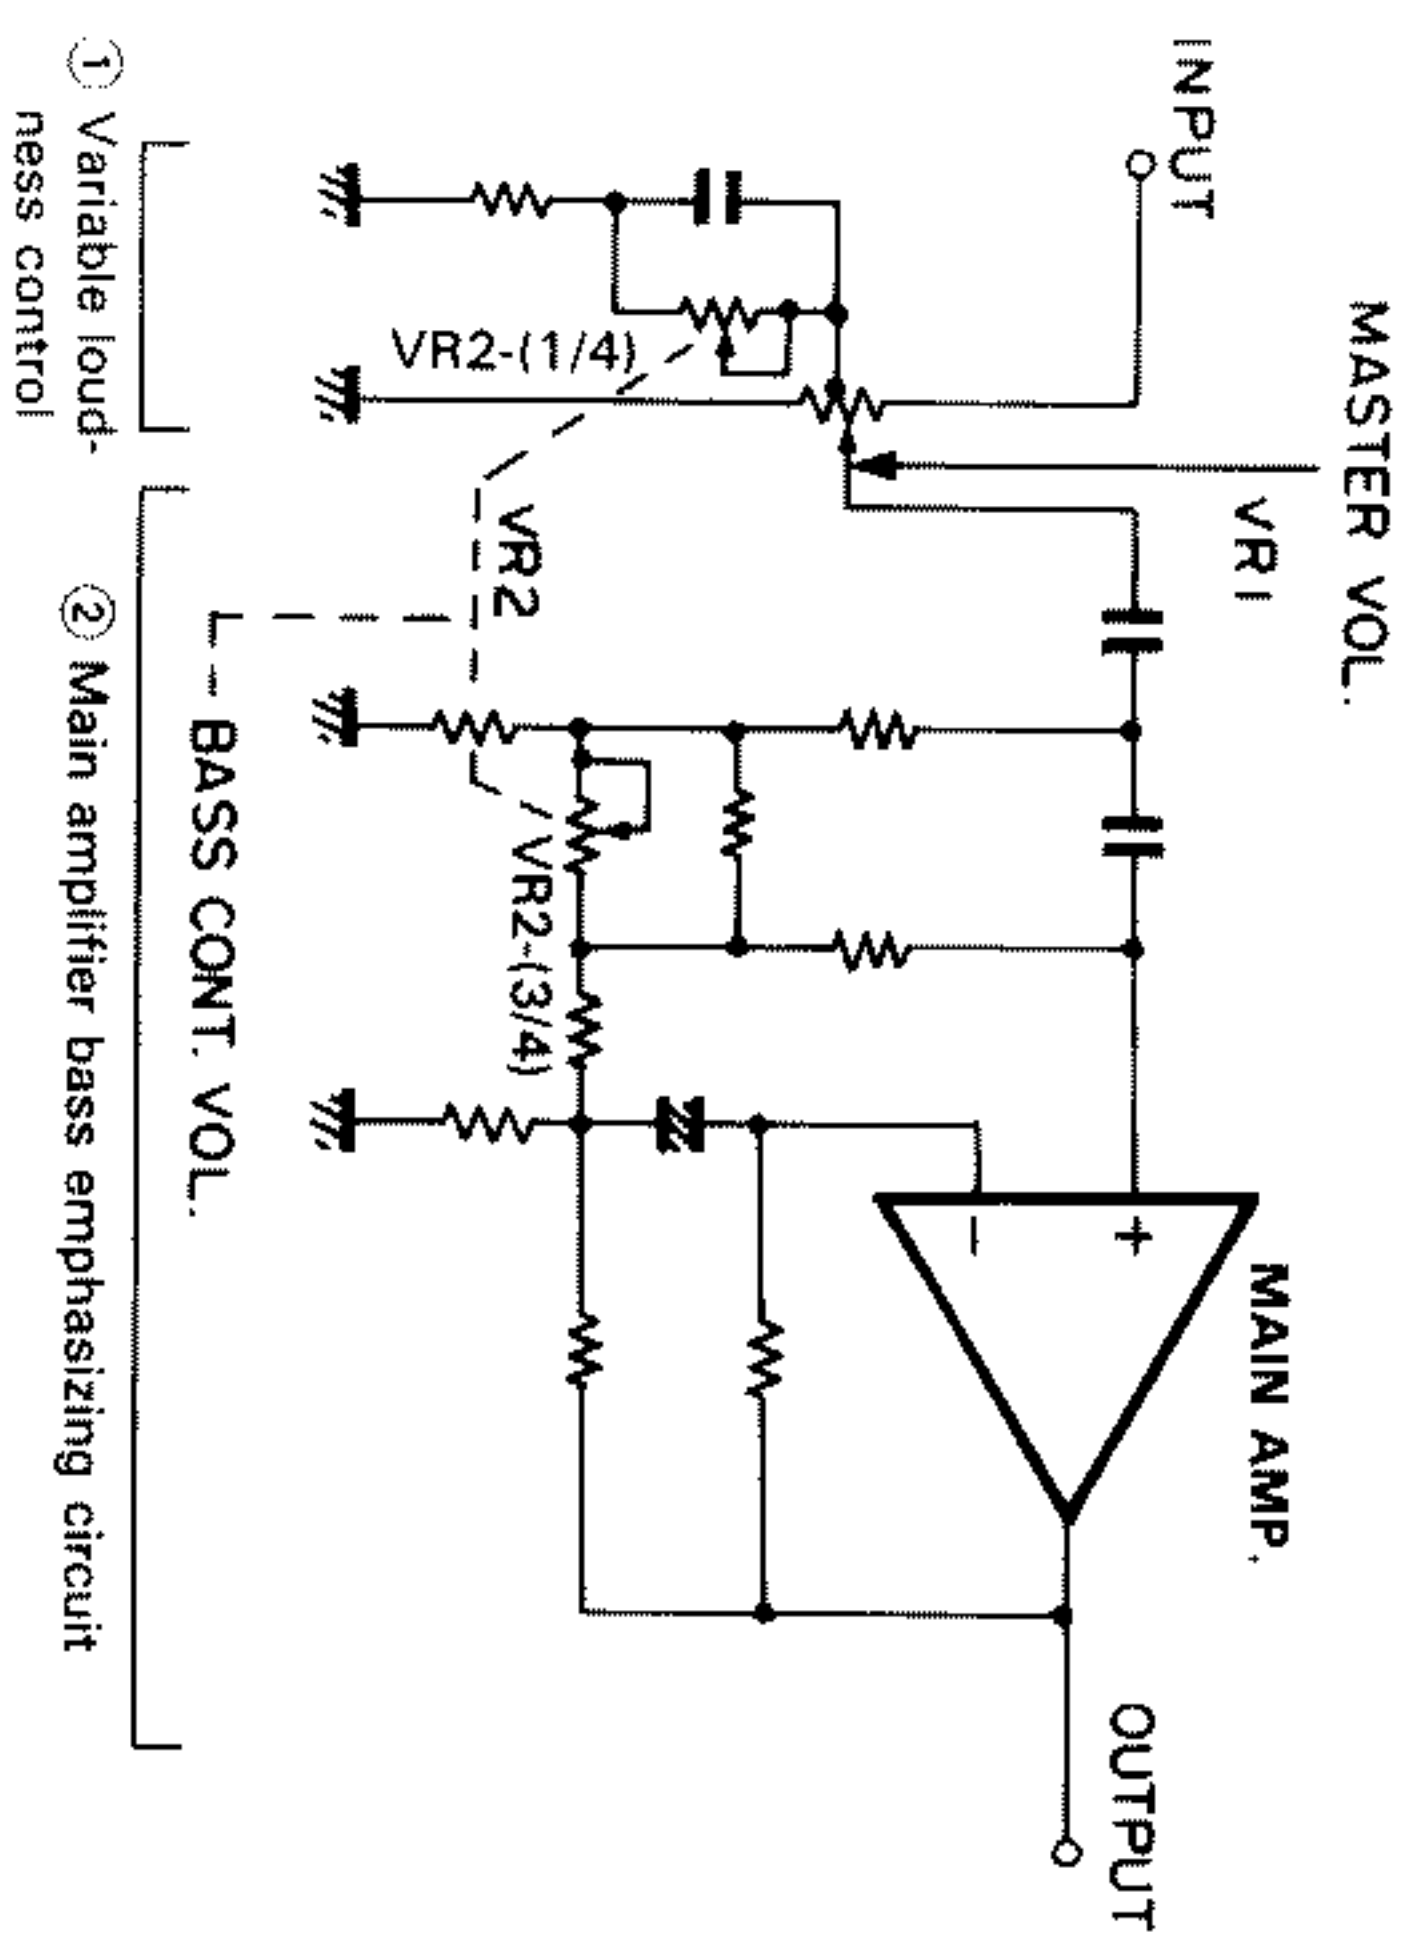 MASTER VOL.
INPUT
VR1
MAIN AMP.
+
−
OUTPUT
VR2-(1/4)
VR2
VR2-(3/4)
BASS CONT. VOL.
① Variable loud-
ness control
② Main amplifier bass emphasizing circuit